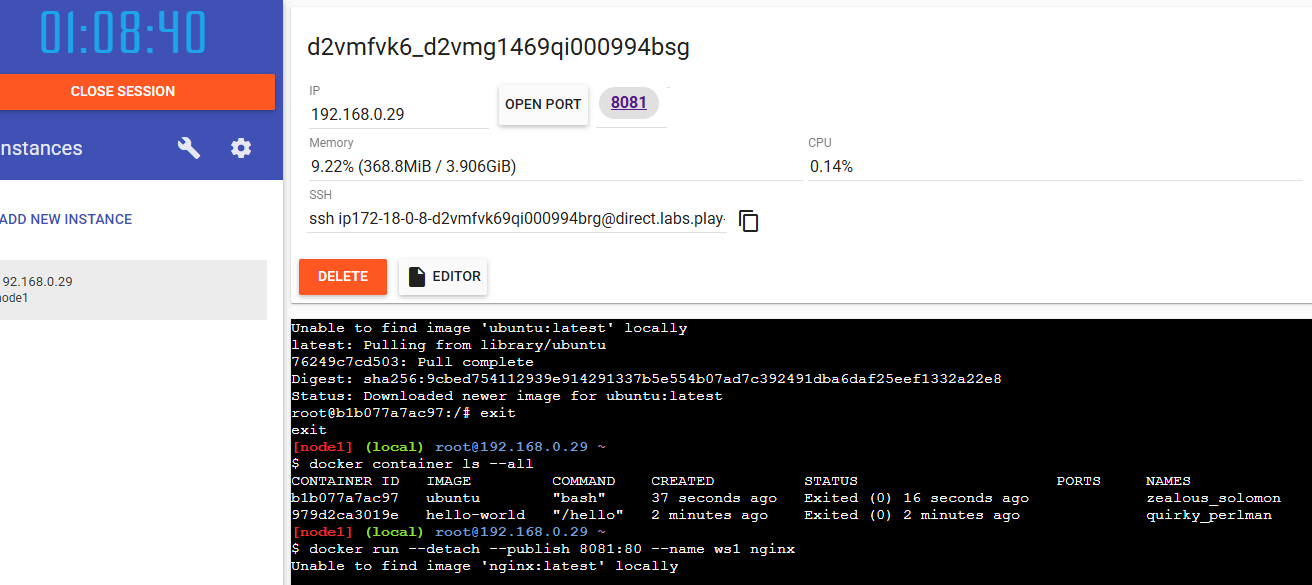 01:08:40
CLOSE SESSION
nstances
ADD NEW INSTANCE
92.168.0.29
node1
d2vmfvk6_d2vmg1469qi000994bsg
IP
192.168.0.29
OPEN PORT
8081
Memory
9.22% (368.8MiB / 3.906GiB)
CPU
0.14%
SSH
ssh ip172-18-0-8-d2vmfvk69qi000994brg@direct.labs.play-
DELETE
EDITOR
Unable to find image 'ubuntu:latest' locally
latest: Pulling from library/ubuntu
76249c7cd503: Pull complete
Digest: sha256:9cbed754112939e914291337b5e554b07ad7c392491dba6daf25eef1332a22e8
Status: Downloaded newer image for ubuntu:latest
root@b1b077a7ac97:/# exit
exit
[node1] (local) root@192.168.0.29 ~
$ docker container ls --all
CONTAINER ID IMAGE COMMAND CREATED STATUS PORTS NAMES
b1b077a7ac97 ubuntu "bash" 37 seconds ago Exited (0) 16 seconds ago zealous_solomon
979d2ca3019e hello-world "/hello" 2 minutes ago Exited (0) 2 minutes ago quirky_perlman
[node1] (local) root@192.168.0.29 ~
$ docker run --detach --publish 8081:80 --name ws1 nginx
Unable to find image 'nginx:latest' locally